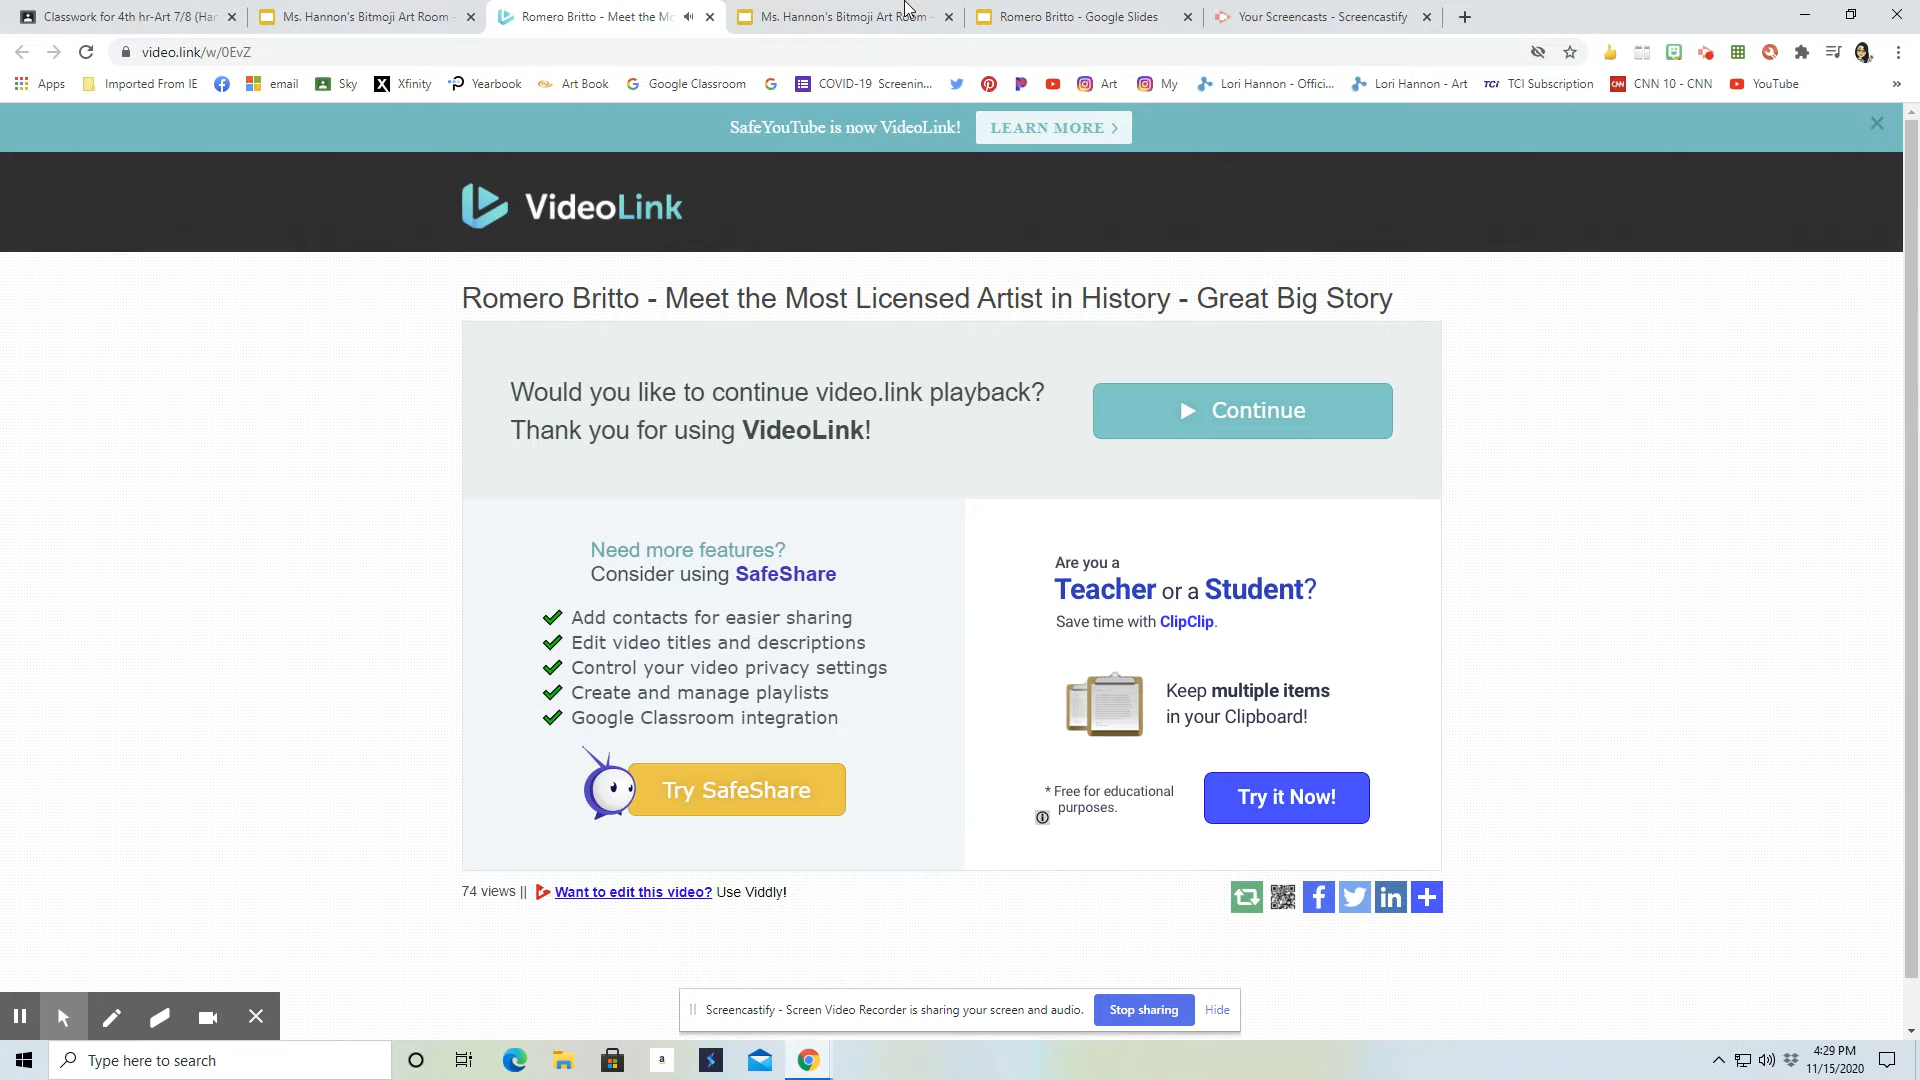 Classwork for 4th hr-Art 7/8 (Har
Ms. Hannon's Bitmoji Art Room -
Romero Britto - Meet the Mo
Ms. Hannon's Bitmoji Art Room -
Romero Britto - Google Slides
Your Screencasts - Screencastify
video.link/w/0EvZ
Apps
Imported From IE
email
Sky
Xfinity
Yearbook
Art Book
Google Classroom
COVID-19 Screenin...
Art
My
Lori Hannon - Offici...
Lori Hannon - Art
TCI TCI Subscription
CNN CNN 10 - CNN
YouTube
»
SafeYouTube is now VideoLink!
LEARN MORE >
VideoLink
Romero Britto - Meet the Most Licensed Artist in History - Great Big Story
Would you like to continue video.link playback?
Thank you for using VideoLink!
Continue
Need more features?
Consider using SafeShare
Add contacts for easier sharing
Edit video titles and descriptions
Control your video privacy settings
Create and manage playlists
Google Classroom integration
Try SafeShare
Are you a
Teacher or a Student?
Save time with ClipClip.
Keep multiple items
in your Clipboard!
* Free for educational
purposes.
Try it Now!
74 views || Want to edit this video? Use Viddly!
Screencastify - Screen Video Recorder is sharing your screen and audio.
Stop sharing
Hide
Type here to search
4:29 PM
11/15/2020